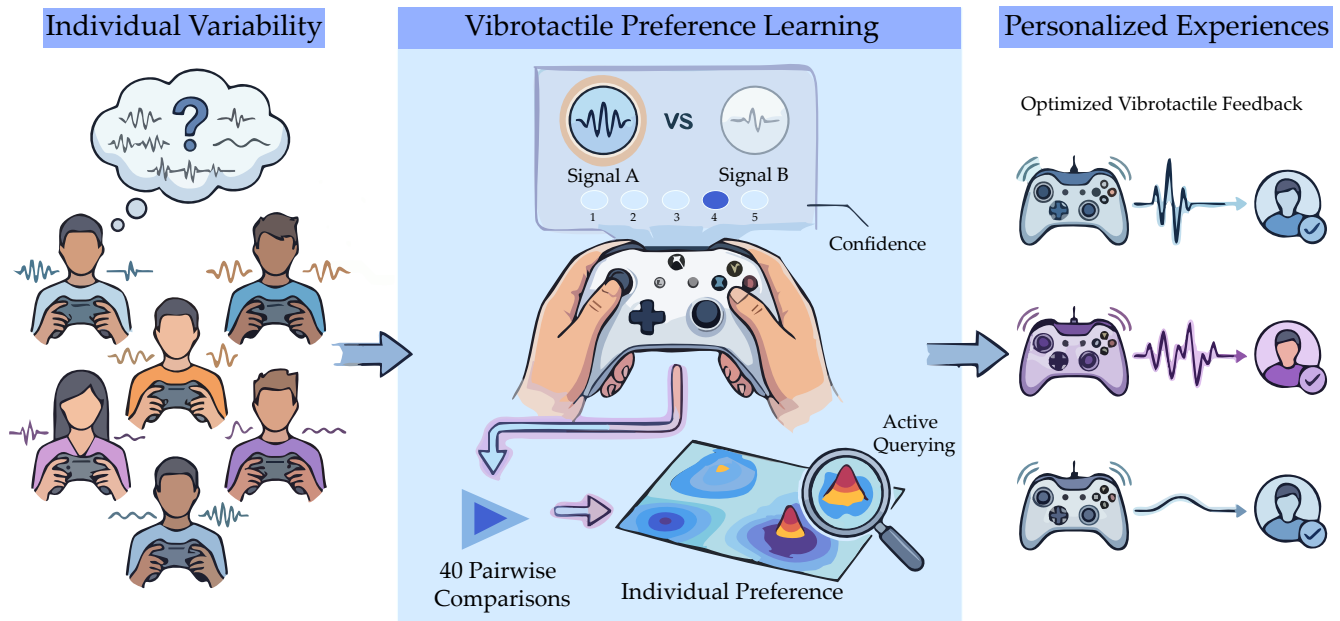 Individual Variability
Vibrotactile Preference Learning
Personalized Experiences
?
VS
Signal A
Signal B
1 2 3 4 5
Confidence
Active
Querying
40 Pairwise
Comparisons
Individual Preference
Optimized Vibrotactile Feedback